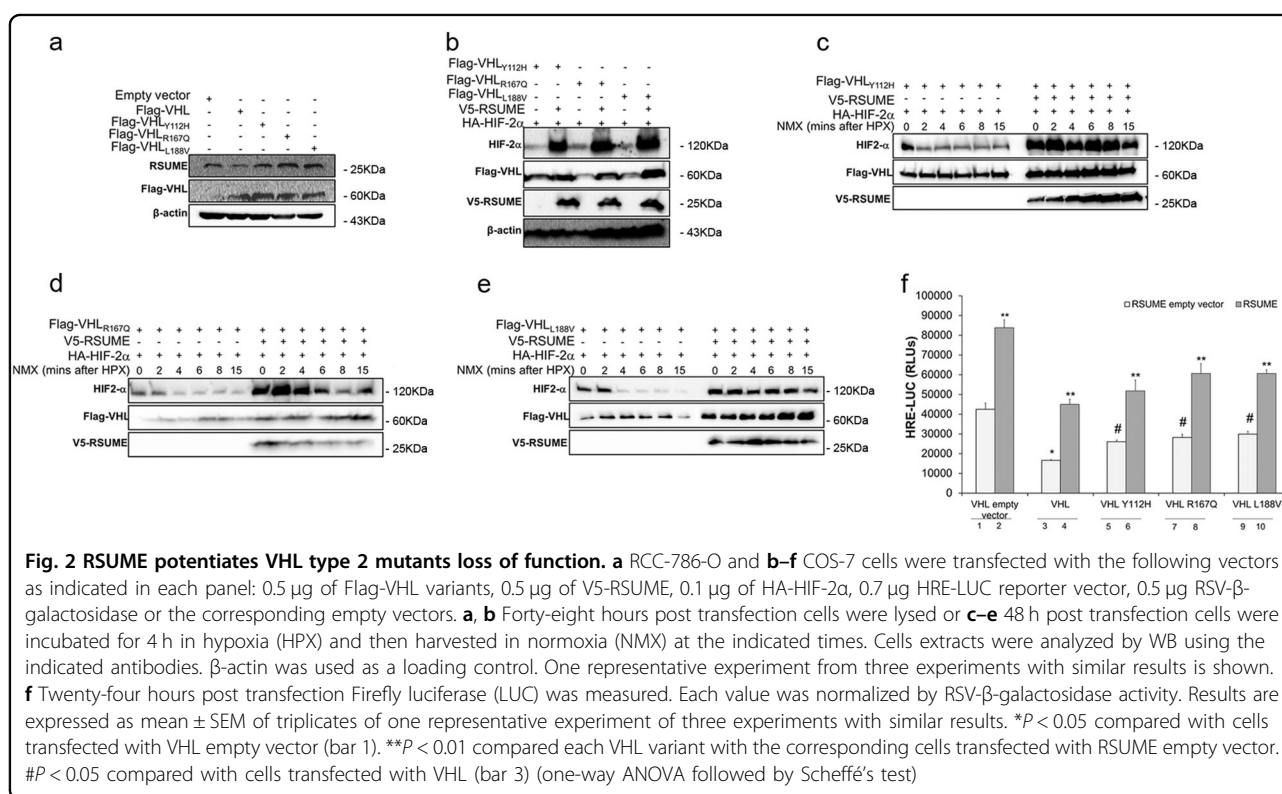 a
Empty vector + - - - -
Flag-VHL - + - - -
Flag-VHLY112H - - + - -
Flag-VHLR167Q - - - + -
Flag-VHLL188V - - - - +
RSUME - 25KDa
Flag-VHL - 60KDa
β-actin - 43KDa
b
Flag-VHLY112H + + - - - -
Flag-VHLR167Q - - + + - -
Flag-VHLL188V - - - - + +
V5-RSUME - + - + - +
HA-HIF-2α + + + + + +
HIF-2α - 120KDa
Flag-VHL - 60KDa
V5-RSUME - 25KDa
β-actin - 43KDa
c
Flag-VHLY112H + + + + + + + + + + + +
V5-RSUME - - - - - - + + + + + +
HA-HIF-2α + + + + + + + + + + + +
NMX (mins after HPX) 0 2 4 6 8 15 0 2 4 6 8 15
HIF2-α - 120KDa
Flag-VHL - 60KDa
V5-RSUME - 25KDa
d
Flag-VHLR167Q + + + + + + + + + + + +
V5-RSUME - - - - - - + + + + + +
HA-HIF-2α + + + + + + + + + + + +
NMX (mins after HPX) 0 2 4 6 8 15 0 2 4 6 8 15
HIF2-α - 120KDa
Flag-VHL - 60KDa
V5-RSUME - 25KDa
e
Flag-VHLL188V + + + + + + + + + + + +
V5-RSUME - - - - - - + + + + + +
HA-HIF-2α + + + + + + + + + + + +
NMX (mins after HPX) 0 2 4 6 8 15 0 2 4 6 8 15
HIF2-α - 120KDa
Flag-VHL - 60KDa
V5-RSUME - 25KDa
f
HRE-LUC (RLUs)
100000
90000
80000
70000
60000
50000
40000
30000
20000
10000
0
RSUME empty vector RSUME
** * ** # ** # ** # **
VHL empty vector VHL VHL Y112H VHL R167Q VHL L188V
1 2 3 4 5 6 7 8 9 10
Fig. 2 RSUME potentiates VHL type 2 mutants loss of function. a RCC-786-O and b–f COS-7 cells were transfected with the following vectors
as indicated in each panel: 0.5 µg of Flag-VHL variants, 0.5 µg of V5-RSUME, 0.1 µg of HA-HIF-2α, 0.7 µg HRE-LUC reporter vector, 0.5 µg RSV-β-
galactosidase or the corresponding empty vectors. a, b Forty-eight hours post transfection cells were lysed or c–e 48 h post transfection cells were
incubated for 4 h in hypoxia (HPX) and then harvested in normoxia (NMX) at the indicated times. Cells extracts were analyzed by WB using the
indicated antibodies. β-actin was used as a loading control. One representative experiment from three experiments with similar results is shown.
f Twenty-four hours post transfection Firefly luciferase (LUC) was measured. Each value was normalized by RSV-β-galactosidase activity. Results are
expressed as mean ± SEM of triplicates of one representative experiment of three experiments with similar results. *P < 0.05 compared with cells
transfected with VHL empty vector (bar 1). **P < 0.01 compared each VHL variant with the corresponding cells transfected with RSUME empty vector.
#P < 0.05 compared with cells transfected with VHL (bar 3) (one-way ANOVA followed by Scheffé's test)